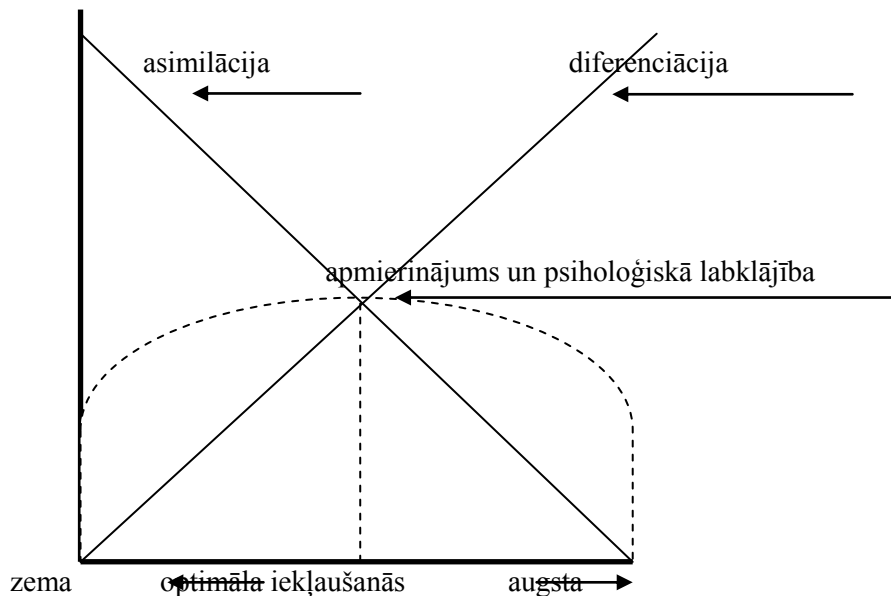 asimilācija diferenciācija
apmierinājums un psiholoģiskā labklājība
zema optimāla iekļaušanās augsta